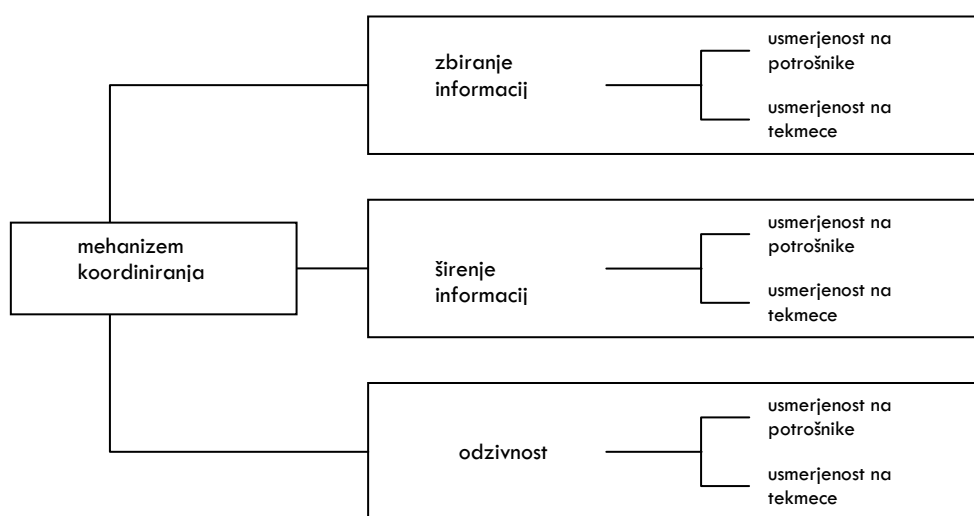 zbiranje
informacij
usmerjenost na
potrošnike
usmerjenost na
tekmece
mehanizem
koordiniranja
širenje
informacij
usmerjenost na
potrošnike
usmerjenost na
tekmece
odzivnost
usmerjenost na
potrošnike
usmerjenost na
tekmece